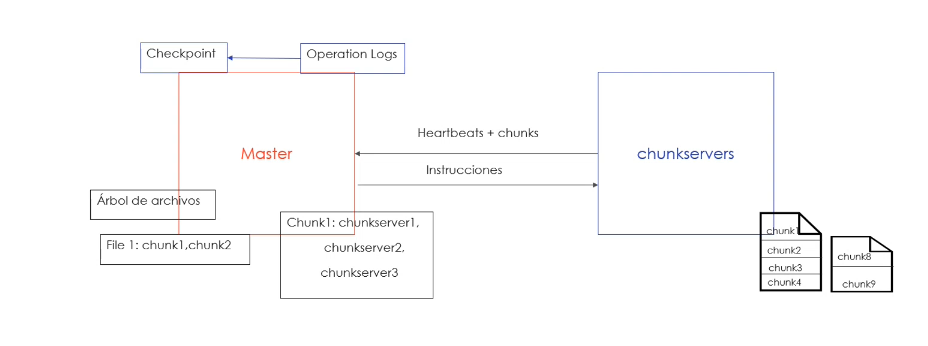 Checkpoint
Operation Logs
Heartbeats + chunks
Master
chunkservers
Instrucciones
Árbol de archivos
File 1: chunk1,chunk2
Chunk1: chunkserver1,
chunkserver2,
chunkserver3
chunk1
chunk2
chunk3
chunk4
chunk8
chunk9